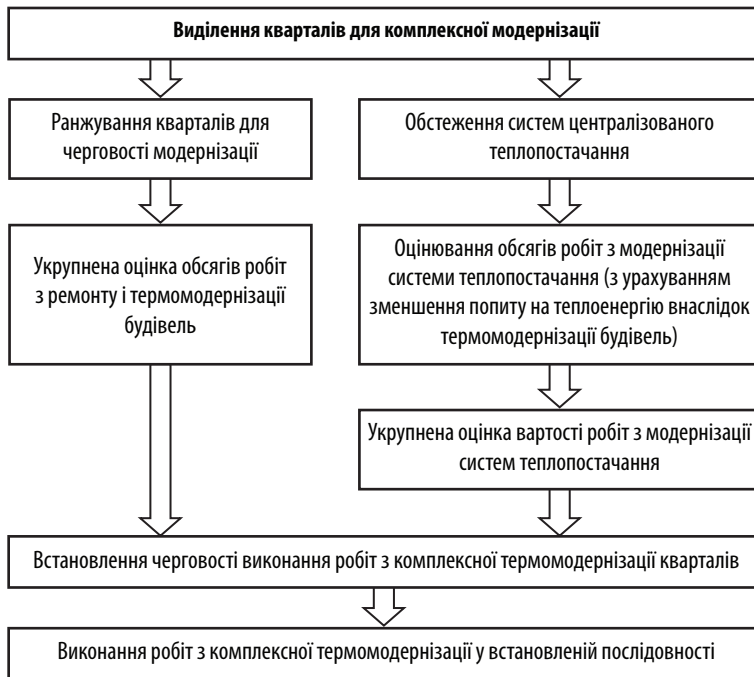 Виділення кварталів для комплексної модернізації
Ранжування кварталів для
черговості модернізації
Обстеження систем централізованого
теплопостачання
Укрупнена оцінка обсягів робіт
з ремонту і термомодернізації
будівель
Оцінювання обсягів робіт з модернізації
системи теплопостачання (з урахуванням
зменшення попиту на теплоенергію внаслідок
термомодернізації будівель)
Укрупнена оцінка вартості робіт з модернізації
систем теплопостачання
Встановлення черговості виконання робіт з комплексної термомодернізації кварталів
Виконання робіт з комплексної термомодернізації у встановленій послідовності